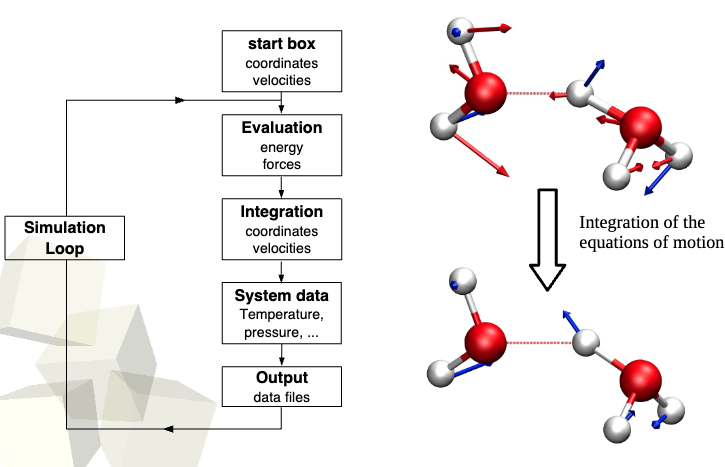 start box
coordinates
velocities
Evaluation
energy
forces
Integration
coordinates
velocities
Simulation
Loop
System data
Temperature,
pressure, ...
Output
data files
Integration of the
equations of motion